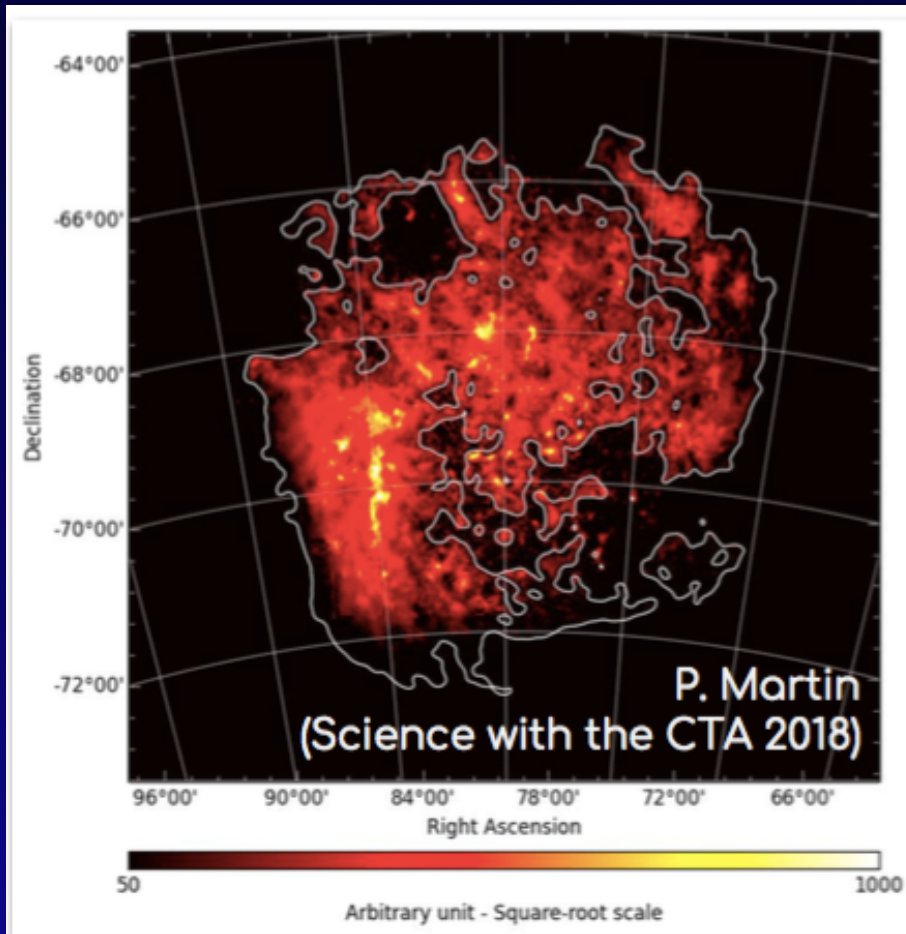 -64°00'
-66°00'
-68°00'
-70°00'
-72°00'
Declination
P. Martin
(Science with the CTA 2018)
96°00' 90°00' 84°00' 78°00' 72°00' 66°00'
Right Ascension
50 1000
Arbitrary unit - Square-root scale